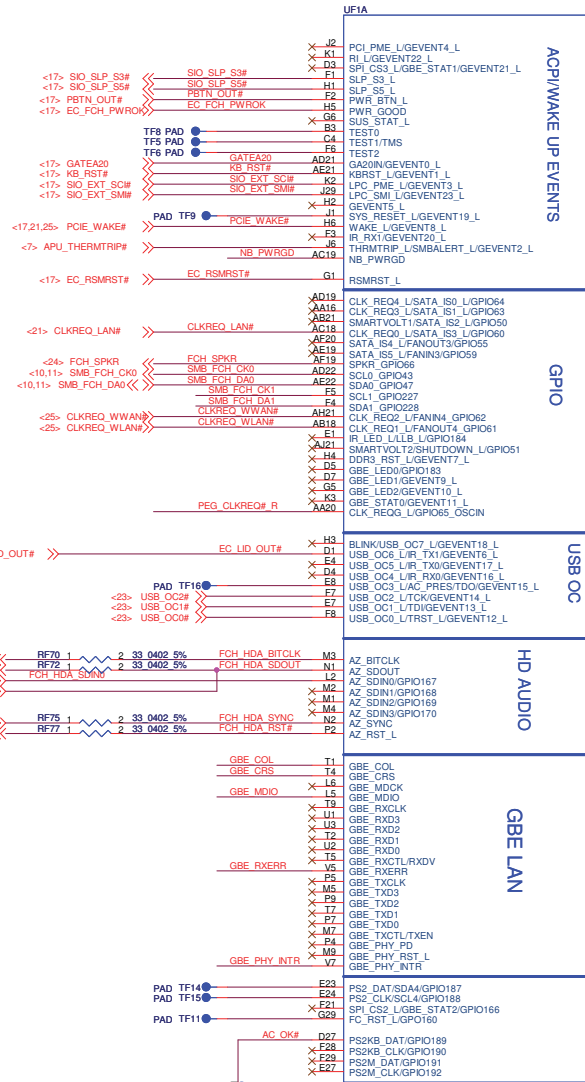 UF1A
J2 PCI_PME_L/GEVENT4_L
K1 RI_L/GEVENT22_L
D3 SPI_CS3_L/GBE_STAT1/GEVENT21_L
<17> SIO_SLP_S3# SIO_SLP_S3# F1 SLP_S3_L
<17> SIO_SLP_S5# SIO_SLP_S5# H1 SLP_S5_L
<17> PBTN_OUT# PBTN_OUT# F2 PWR_BTN_L
<17> EC_FCH_PWROK EC_FCH_PWROK H5 PWR_GOOD
G6 SUS_STAT_L
TF8 PAD B3 TEST0
TF5 PAD C4 TEST1/TMS
TF6 PAD F6 TEST2
<17> GATEA20 GATEA20 AD21 GA20IN/GEVENT0_L
<17> KB_RST# KB_RST# AE21 KBRST_L/GEVENT1_L
<17> SIO_EXT_SCI# SIO_EXT_SCI# K2 LPC_PME_L/GEVENT3_L
<17> SIO_EXT_SMI# SIO_EXT_SMI# J29 LPC_SMI_L/GEVENT23_L
H2 GEVENT5_L
PAD TF9 J1 SYS_RESET_L/GEVENT19_L
<17,21,25> PCIE_WAKE# PCIE_WAKE# H6 WAKE_L/GEVENT8_L
F3 IR_RX1/GEVENT20_L
<7> APU_THERMTRIP# J6 THRMTRIP_L/SMBALERT_L/GEVENT2_L
NB_PWRGD AC19 NB_PWRGD
<17> EC_RSMRST# EC_RSMRST# G1 RSMRST_L
ACPI/WAKE UP EVENTS
AD19 CLK_REQ4_L/SATA_IS0_L/GPIO64
AA16 CLK_REQ3_L/SATA_IS1_L/GPIO63
AB21 SMARTVOLT1/SATA_IS2_L/GPIO50
<21> CLKREQ_LAN# CLKREQ_LAN# AC18 CLK_REQ0_L/SATA_IS3_L/GPIO60
AF20 SATA_IS4_L/FANOUT3/GPIO55
AE19 SATA_IS5_L/FANIN3/GPIO59
<24> FCH_SPKR FCH_SPKR AF19 SPKR_GPIO66
<10,11> SMB_FCH_CK0 SMB_FCH_CK0 AD22 SCL0_GPIO43
<10,11> SMB_FCH_DA0 SMB_FCH_DA0 AE22 SDA0_GPIO47
SMB_FCH_CK1 F5 SCL1_GPIO227
SMB_FCH_DA1 F4 SDA1_GPIO228
<25> CLKREQ_WWAN# CLKREQ_WWAN# AH21 CLK_REQ2_L/FANIN4_GPIO62
<25> CLKREQ_WLAN# CLKREQ_WLAN# AB18 CLK_REQ1_L/FANOUT4_GPIO61
E1 IR_LED_L/LLB_L/GPIO184
AJ21 SMARTVOLT2/SHUTDOWN_L/GPIO51
H4 DDR3_RST_L/GEVENT7_L
D5 GBE_LED0/GPIO183
D7 GBE_LED1/GEVENT9_L
G5 GBE_LED2/GEVENT10_L
K3 GBE_STAT0/GEVENT11_L
PEG_CLKREQ#_R AA20 CLK_REQG_L/GPIO65_OSCIN
GPIO
H3 BLINK/USB_OC7_L/GEVENT18_L
_OUT# EC_LID_OUT# D1 USB_OC6_L/IR_TX1/GEVENT6_L
E4 USB_OC5_L/IR_TX0/GEVENT17_L
D4 USB_OC4_L/IR_RX0/GEVENT16_L
PAD TF16 E8 USB_OC3_L/AC_PRES/TDO/GEVENT15_L
<23> USB_OC2# F7 USB_OC2_L/TCK/GEVENT14_L
<23> USB_OC1# E7 USB_OC1_L/TDI/GEVENT13_L
<23> USB_OC0# F8 USB_OC0_L/TRST_L/GEVENT12_L
USB OC
RF70 1 2 33_0402_5% FCH_HDA_BITCLK M3 AZ_BITCLK
RF72 1 2 33_0402_5% FCH_HDA_SDOUT N1 AZ_SDOUT
FCH_HDA_SDIN0 L2 AZ_SDIN0/GPIO167
M2 AZ_SDIN1/GPIO168
M1 AZ_SDIN2/GPIO169
M4 AZ_SDIN3/GPIO170
RF75 1 2 33_0402_5% FCH_HDA_SYNC N2 AZ_SYNC
RF77 1 2 33_0402_5% FCH_HDA_RST# P2 AZ_RST_L
HD AUDIO
GBE_COL T1 GBE_COL
GBE_CRS T4 GBE_CRS
L6 GBE_MDCK
GBE_MDIO L5 GBE_MDIO
T9 GBE_RXCLK
U1 GBE_RXD3
U3 GBE_RXD2
T2 GBE_RXD1
U2 GBE_RXD0
T5 GBE_RXCTL/RXDV
GBE_RXERR V5 GBE_RXERR
P5 GBE_TXCLK
M5 GBE_TXD3
P9 GBE_TXD2
T7 GBE_TXD1
P7 GBE_TXD0
M7 GBE_TXCTL/TXEN
P4 GBE_PHY_PD
M9 GBE_PHY_RST_L
GBE_PHY_INTR V7 GBE_PHY_INTR
GBE LAN
PAD TF14 E23 PS2_DAT/SDA4/GPIO187
PAD TF15 E24 PS2_CLK/SCL4/GPIO188
F21 SPI_CS2_L/GBE_STAT2/GPIO166
PAD TF11 G29 FC_RST_L/GPO160
AC_OK# D27 PS2KB_DAT/GPIO189
F28 PS2KB_CLK/GPIO190
F29 PS2M_DAT/GPIO191
E27 PS2M_CLK/GPIO192